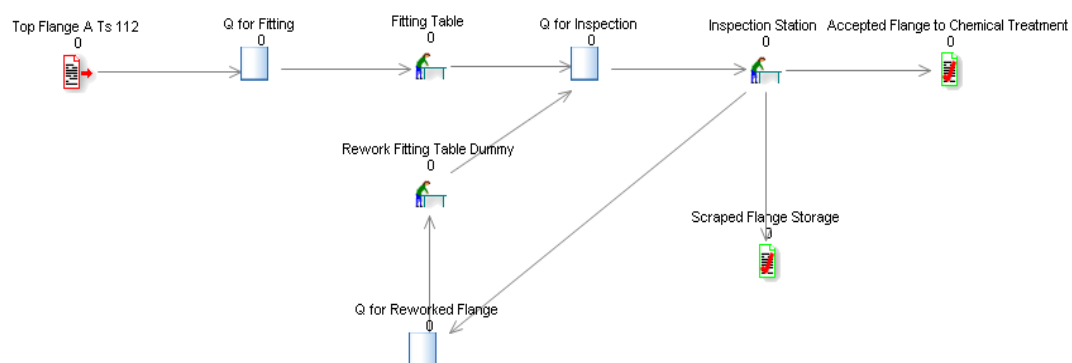 Top Flange A Ts 112
0
Q for Fitting
0
Fitting Table
0
Q for Inspection
0
Inspection Station
0
Accepted Flange to Chemical Treatment
0
Rework Fitting Table Dummy
0
Scraped Flange Storage
0
Q for Reworked Flange
0